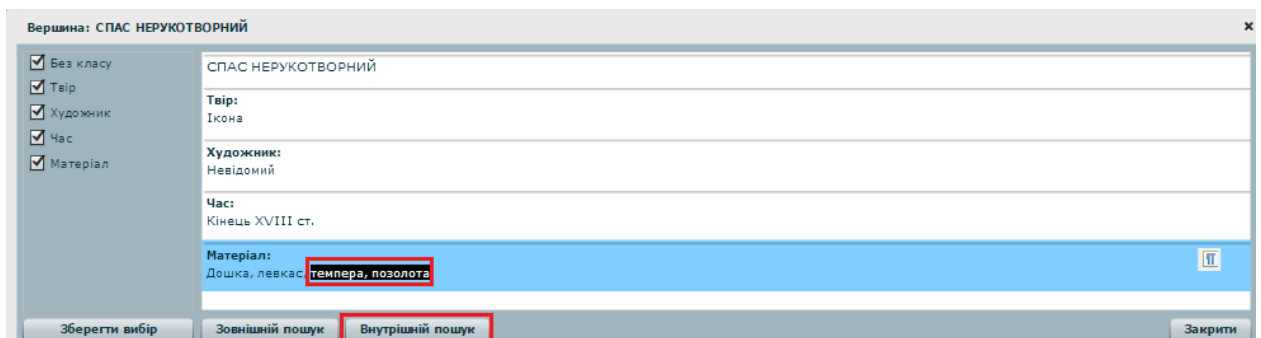 Вершина: СПАС НЕРУКОТВОРНИЙ
Без класу
Твір
Художник
Час
Матеріал
СПАС НЕРУКОТВОРНИЙ
Твір:
Ікона
Художник:
Невідомий
Час:
Кінець XVIII ст.
Матеріал:
Дошка, левкас, темпера, позолота
Зберегти вибір Зовнішній пошук Внутрішній пошук Закрити